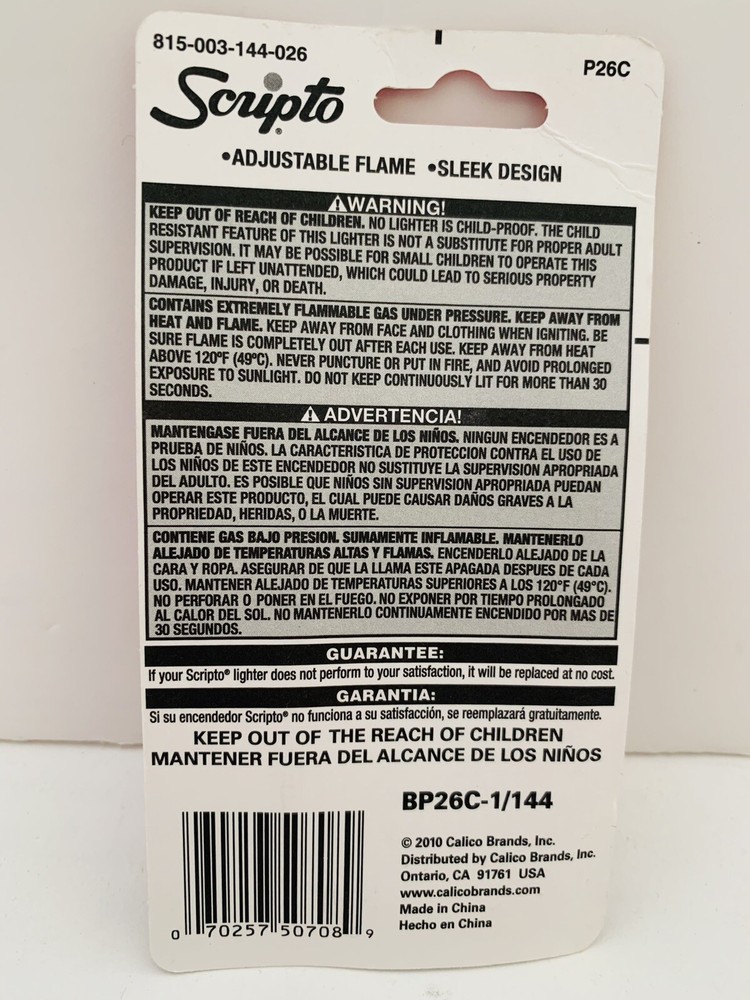 815-003-144-026
P26C
Scripto®
•ADJUSTABLE FLAME •SLEEK DESIGN
⚠WARNING!
KEEP OUT OF REACH OF CHILDREN. NO LIGHTER IS CHILD-PROOF. THE CHILD
RESISTANT FEATURE OF THIS LIGHTER IS NOT A SUBSTITUTE FOR PROPER ADULT
SUPERVISION. IT MAY BE POSSIBLE FOR SMALL CHILDREN TO OPERATE THIS
PRODUCT IF LEFT UNATTENDED, WHICH COULD LEAD TO SERIOUS PROPERTY
DAMAGE, INJURY, OR DEATH.
CONTAINS EXTREMELY FLAMMABLE GAS UNDER PRESSURE. KEEP AWAY FROM
HEAT AND FLAME. KEEP AWAY FROM FACE AND CLOTHING WHEN IGNITING. BE
SURE FLAME IS COMPLETELY OUT AFTER EACH USE. KEEP AWAY FROM HEAT
ABOVE 120ºF (49ºC). NEVER PUNCTURE OR PUT IN FIRE, AND AVOID PROLONGED
EXPOSURE TO SUNLIGHT. DO NOT KEEP CONTINUOUSLY LIT FOR MORE THAN 30
SECONDS.
⚠ ADVERTENCIA!
MANTENGASE FUERA DEL ALCANCE DE LOS NIÑOS. NINGUN ENCENDEDOR ES A
PRUEBA DE NIÑOS. LA CARACTERISTICA DE PROTECCION CONTRA EL USO DE
LOS NIÑOS DE ESTE ENCENDEDOR NO SUSTITUYE LA SUPERVISION APROPRIADA
DEL ADULTO. ES POSIBLE QUE NIÑOS SIN SUPERVISION APROPRIADA PUEDAN
OPERAR ESTE PRODUCTO, EL CUAL PUEDE CAUSAR DAÑOS GRAVES A LA
PROPRIEDAD, HERIDAS, O LA MUERTE.
CONTIENE GAS BAJO PRESION. SUMAMENTE INFLAMABLE. MANTENERLO
ALEJADO DE TEMPERATURAS ALTAS Y FLAMAS. ENCENDERLO ALEJADO DE LA
CARA Y ROPA. ASEGURAR DE QUE LA LLAMA ESTE APAGADA DESPUES DE CADA
USO. MANTENER ALEJADO DE TEMPERATURAS SUPERIORES A LOS 120°F (49°C).
NO PERFORAR O PONER EN EL FUEGO. NO EXPONER POR TIEMPO PROLONGADO
AL CALOR DEL SOL. NO MANTENERLO CONTINUAMENTE ENCENDIDO POR MAS DE
30 SEGUNDOS.
GUARANTEE:
If your Scripto® lighter does not perform to your satisfaction, it will be replaced at no cost.
GARANTIA:
Si su encendedor Scripto® no funciona a su satisfacción, se reemplazará gratuitamente.
KEEP OUT OF THE REACH OF CHILDREN
MANTENER FUERA DEL ALCANCE DE LOS NIÑOS
BP26C-1/144
© 2010 Calico Brands, Inc.
Distributed by Calico Brands, Inc.
Ontario, CA 91761 USA
www.calicobrands.com
Made in China
Hecho en China
0 70257 50708 9